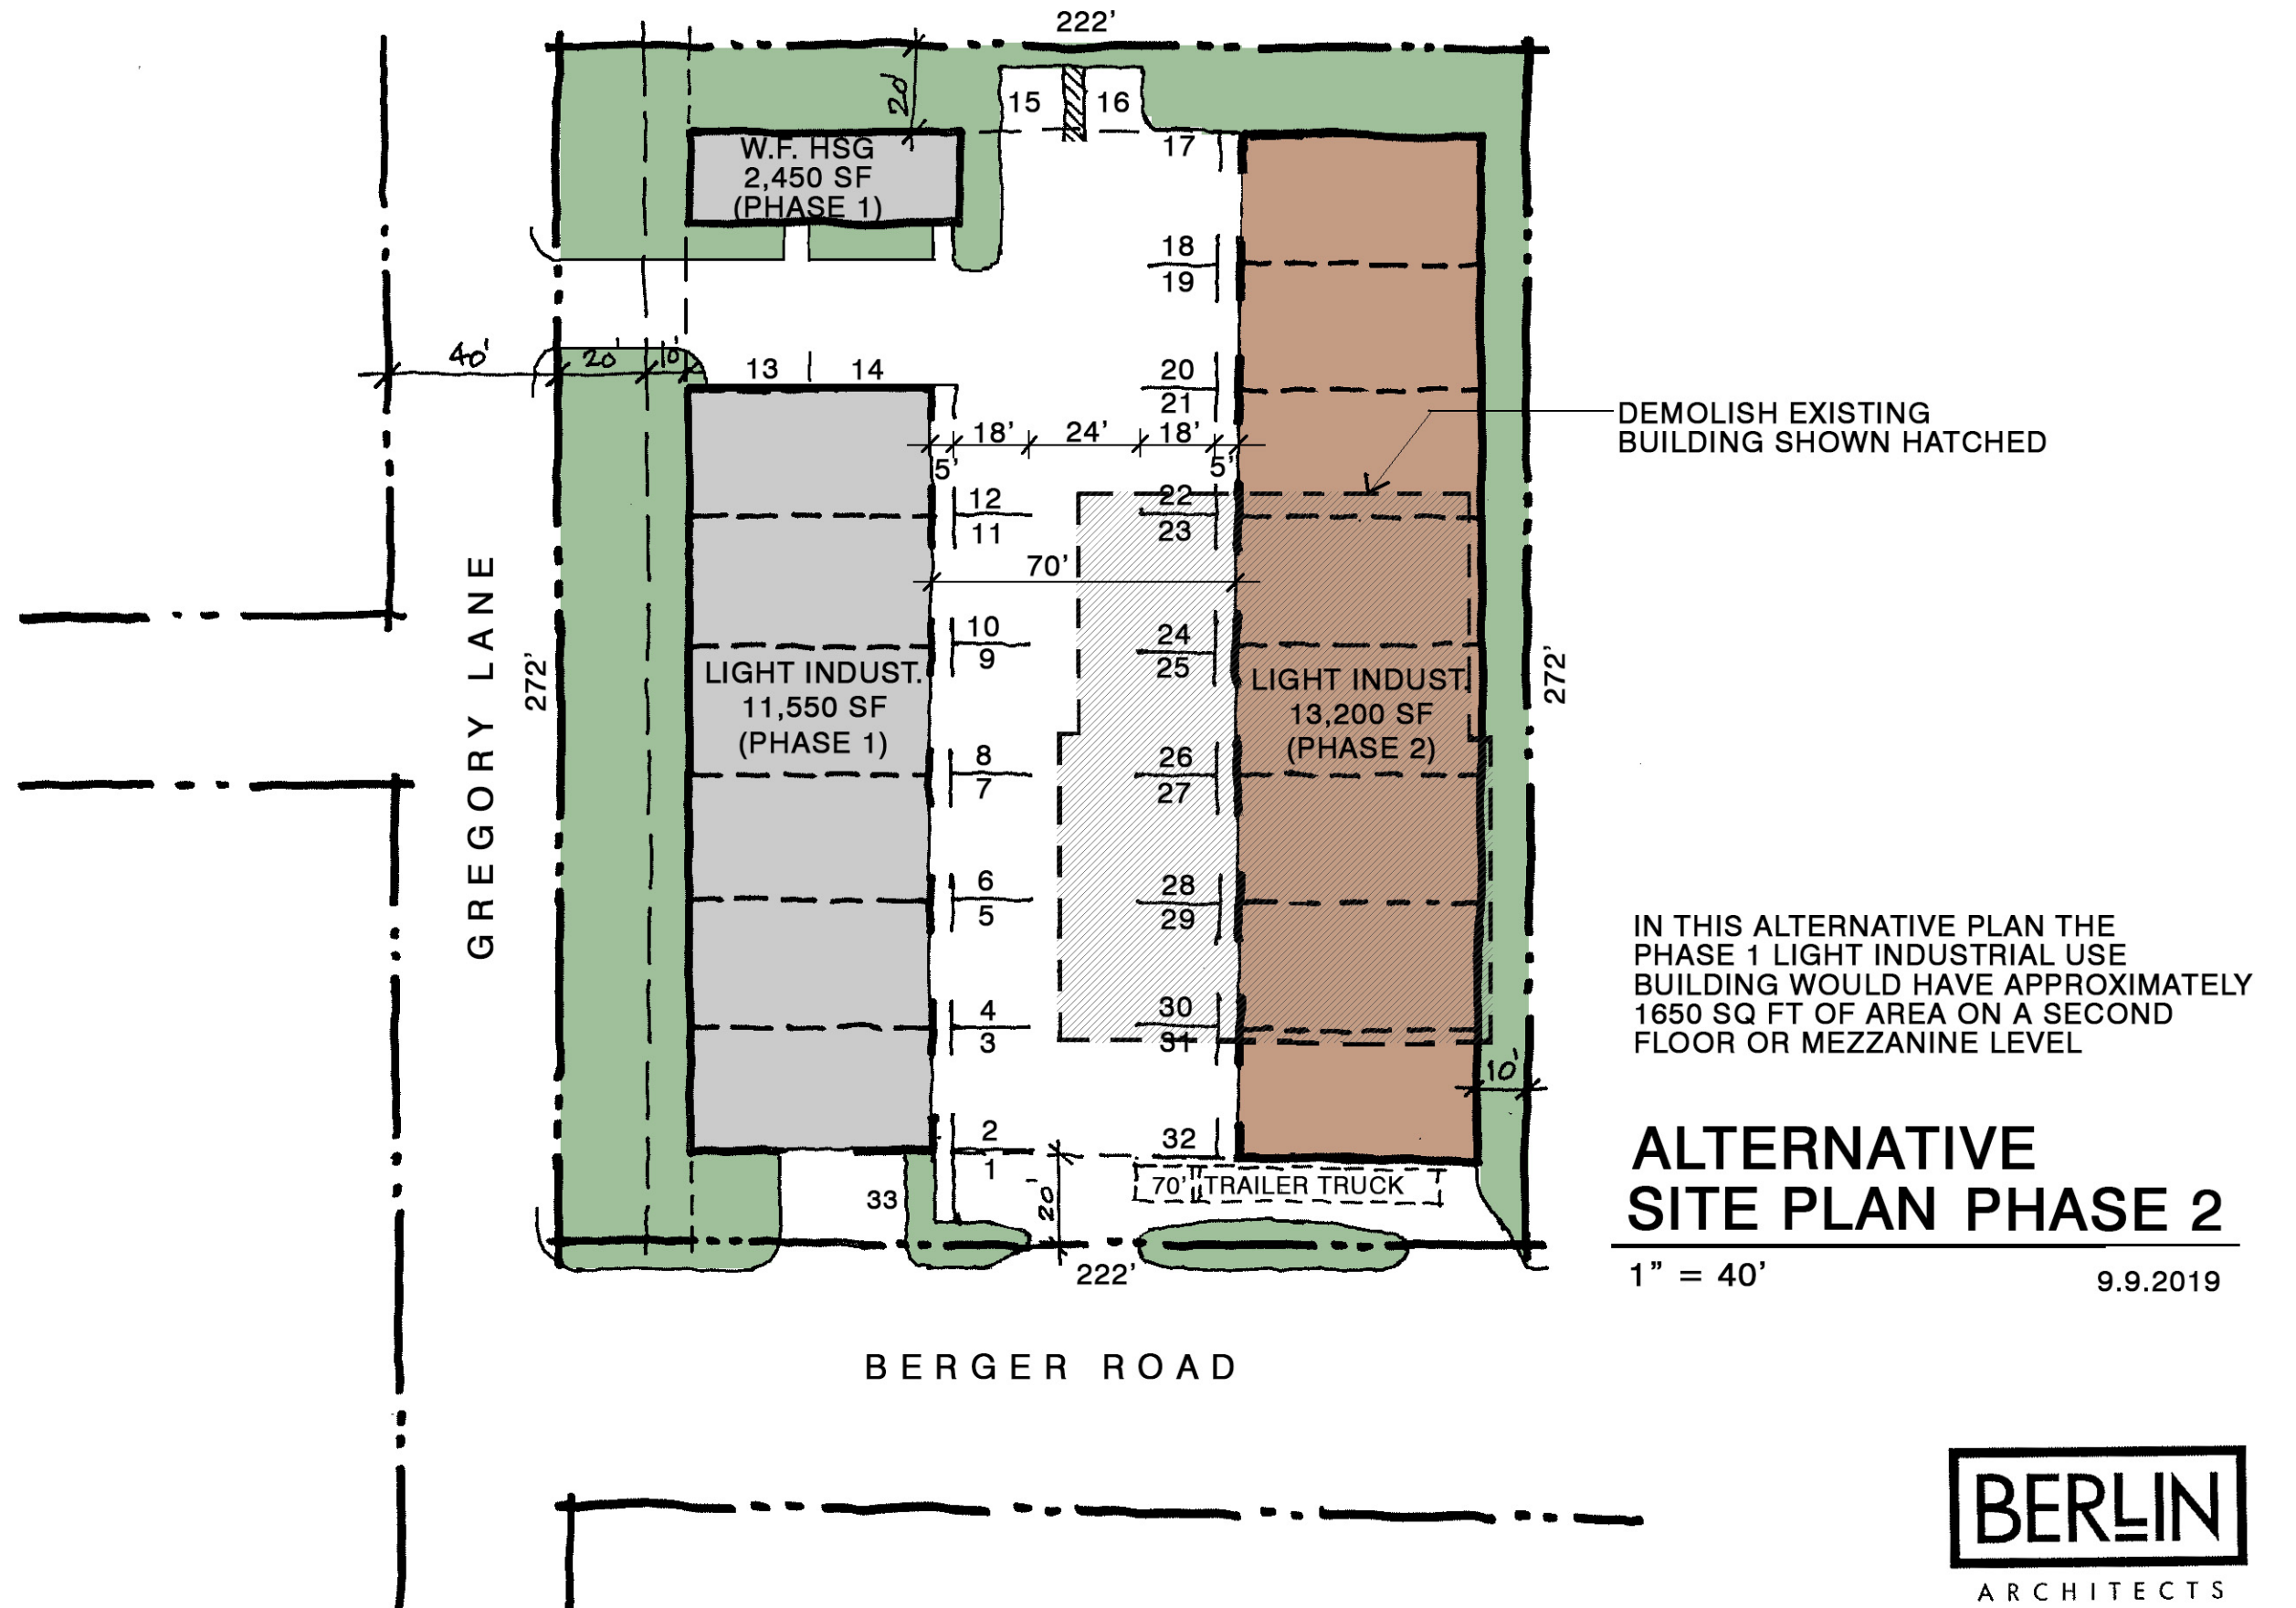 222'
20'
15
16
17
W.F. HSG
2,450 SF
(PHASE 1)
18
19
40'
20'
10'
13
14
20
21
18'
24'
18'
5'
5'
DEMOLISH EXISTING
BUILDING SHOWN HATCHED
12
11
22
23
70'
10
9
24
25
GREGORY LANE
272'
LIGHT INDUST.
11,550 SF
(PHASE 1)
LIGHT INDUST.
13,200 SF
(PHASE 2)
272'
8
7
26
27
6
5
28
29
IN THIS ALTERNATIVE PLAN THE
PHASE 1 LIGHT INDUSTRIAL USE
BUILDING WOULD HAVE APPROXIMATELY
1650 SQ FT OF AREA ON A SECOND
FLOOR OR MEZZANINE LEVEL
4
3
30
31
10'
2
1
32
33
20'
70' TRAILER TRUCK
222'
ALTERNATIVE
SITE PLAN PHASE 2
1" = 40'
9.9.2019
BERGER ROAD
BERLIN
ARCHITECTS